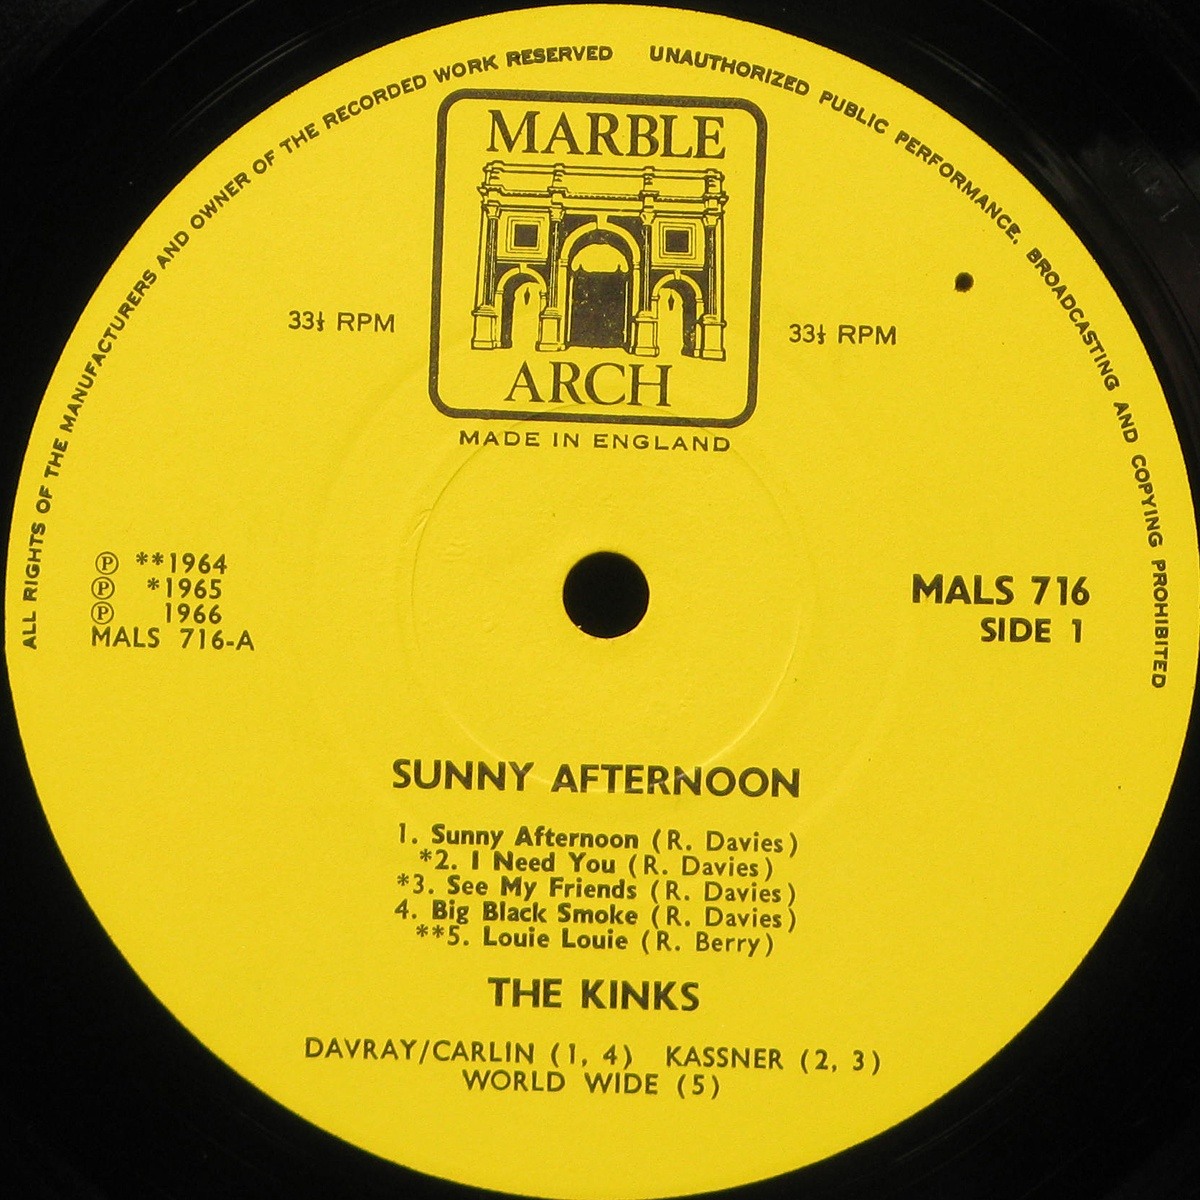 ALL RIGHTS OF THE MANUFACTURERS AND OWNER OF THE RECORDED WORK RESERVED UNAUTHORIZED PUBLIC PERFORMANCE, BROADCASTING AND COPYING PROHIBITED
MARBLE
ARCH
MADE IN ENGLAND
33⅓ RPM
33⅓ RPM
Ⓟ **1964
Ⓟ *1965
Ⓟ 1966
MALS 716-A
MALS 716
SIDE 1
SUNNY AFTERNOON
1. Sunny Afternoon (R. Davies)
*2. I Need You (R. Davies)
*3. See My Friends (R. Davies)
4. Big Black Smoke (R. Davies)
**5. Louie Louie (R. Berry)
THE KINKS
DAVRAY/CARLIN (1, 4) KASSNER (2, 3)
WORLD WIDE (5)